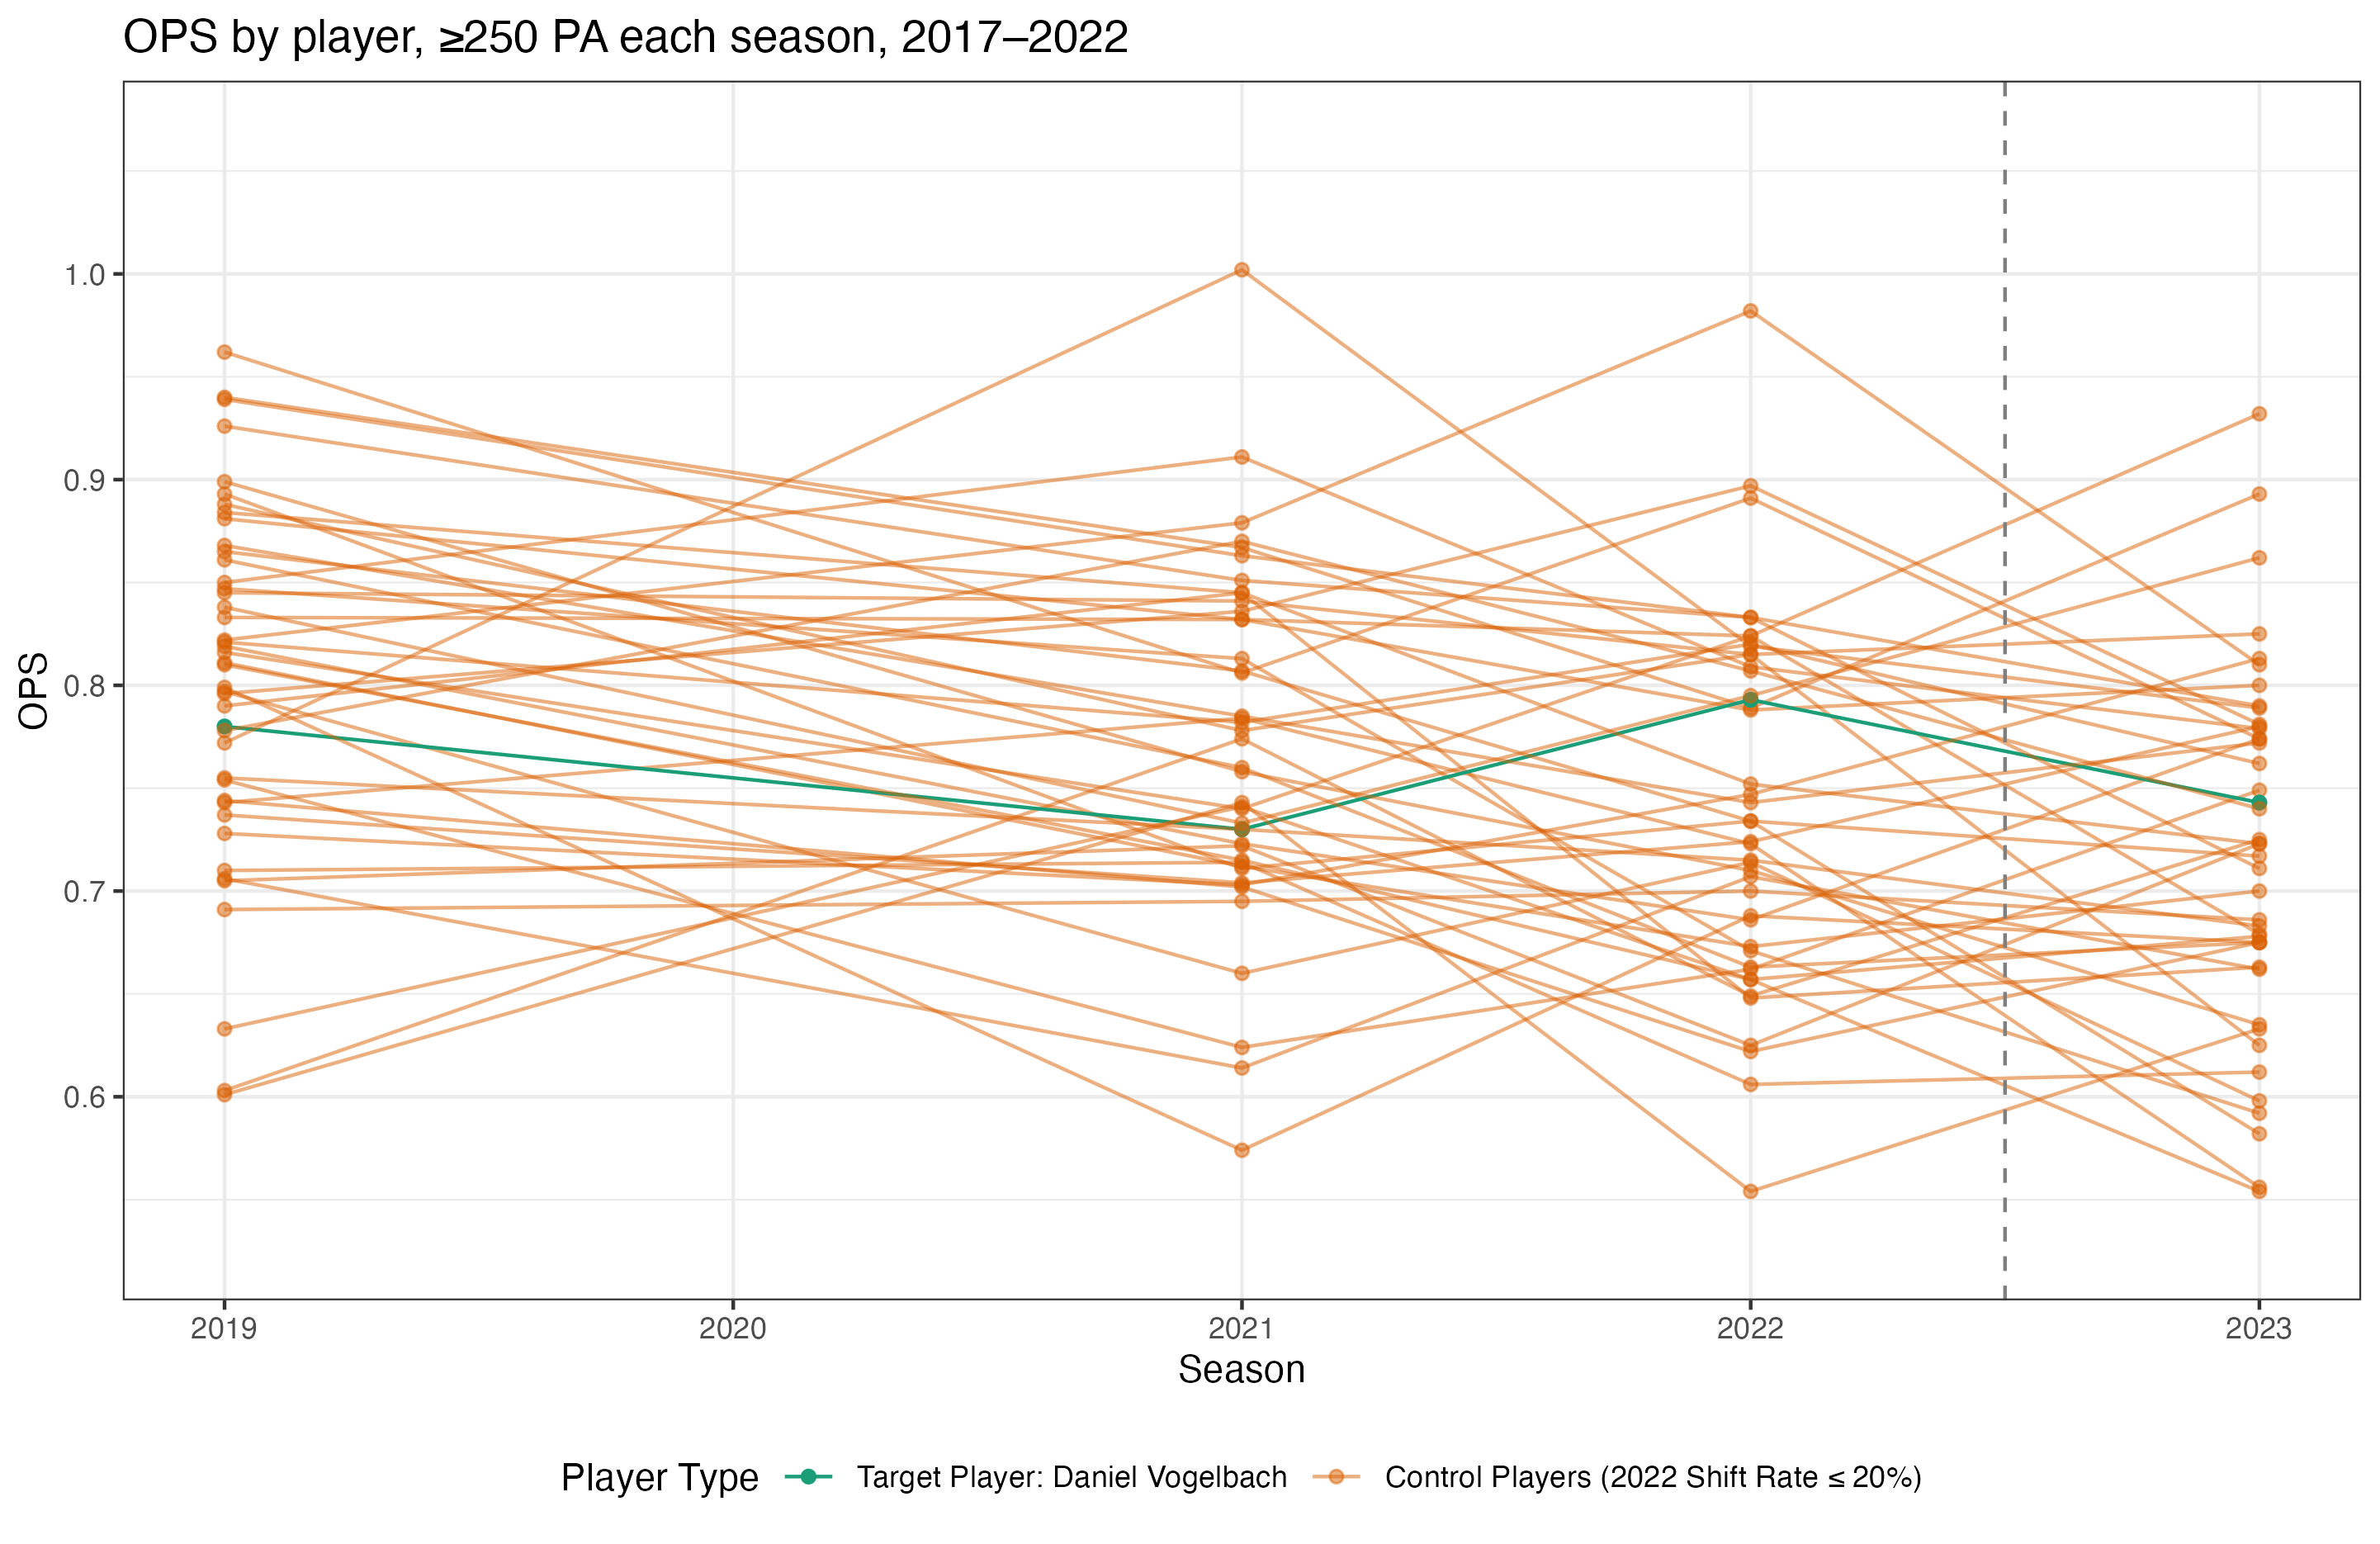 OPS by player, ≥250 PA each season, 2017–2022
1.0
0.9
0.8
0.7
0.6
OPS
2019 2020 2021 2022 2023
Season
Player Type Target Player: Daniel Vogelbach Control Players (2022 Shift Rate ≤ 20%)